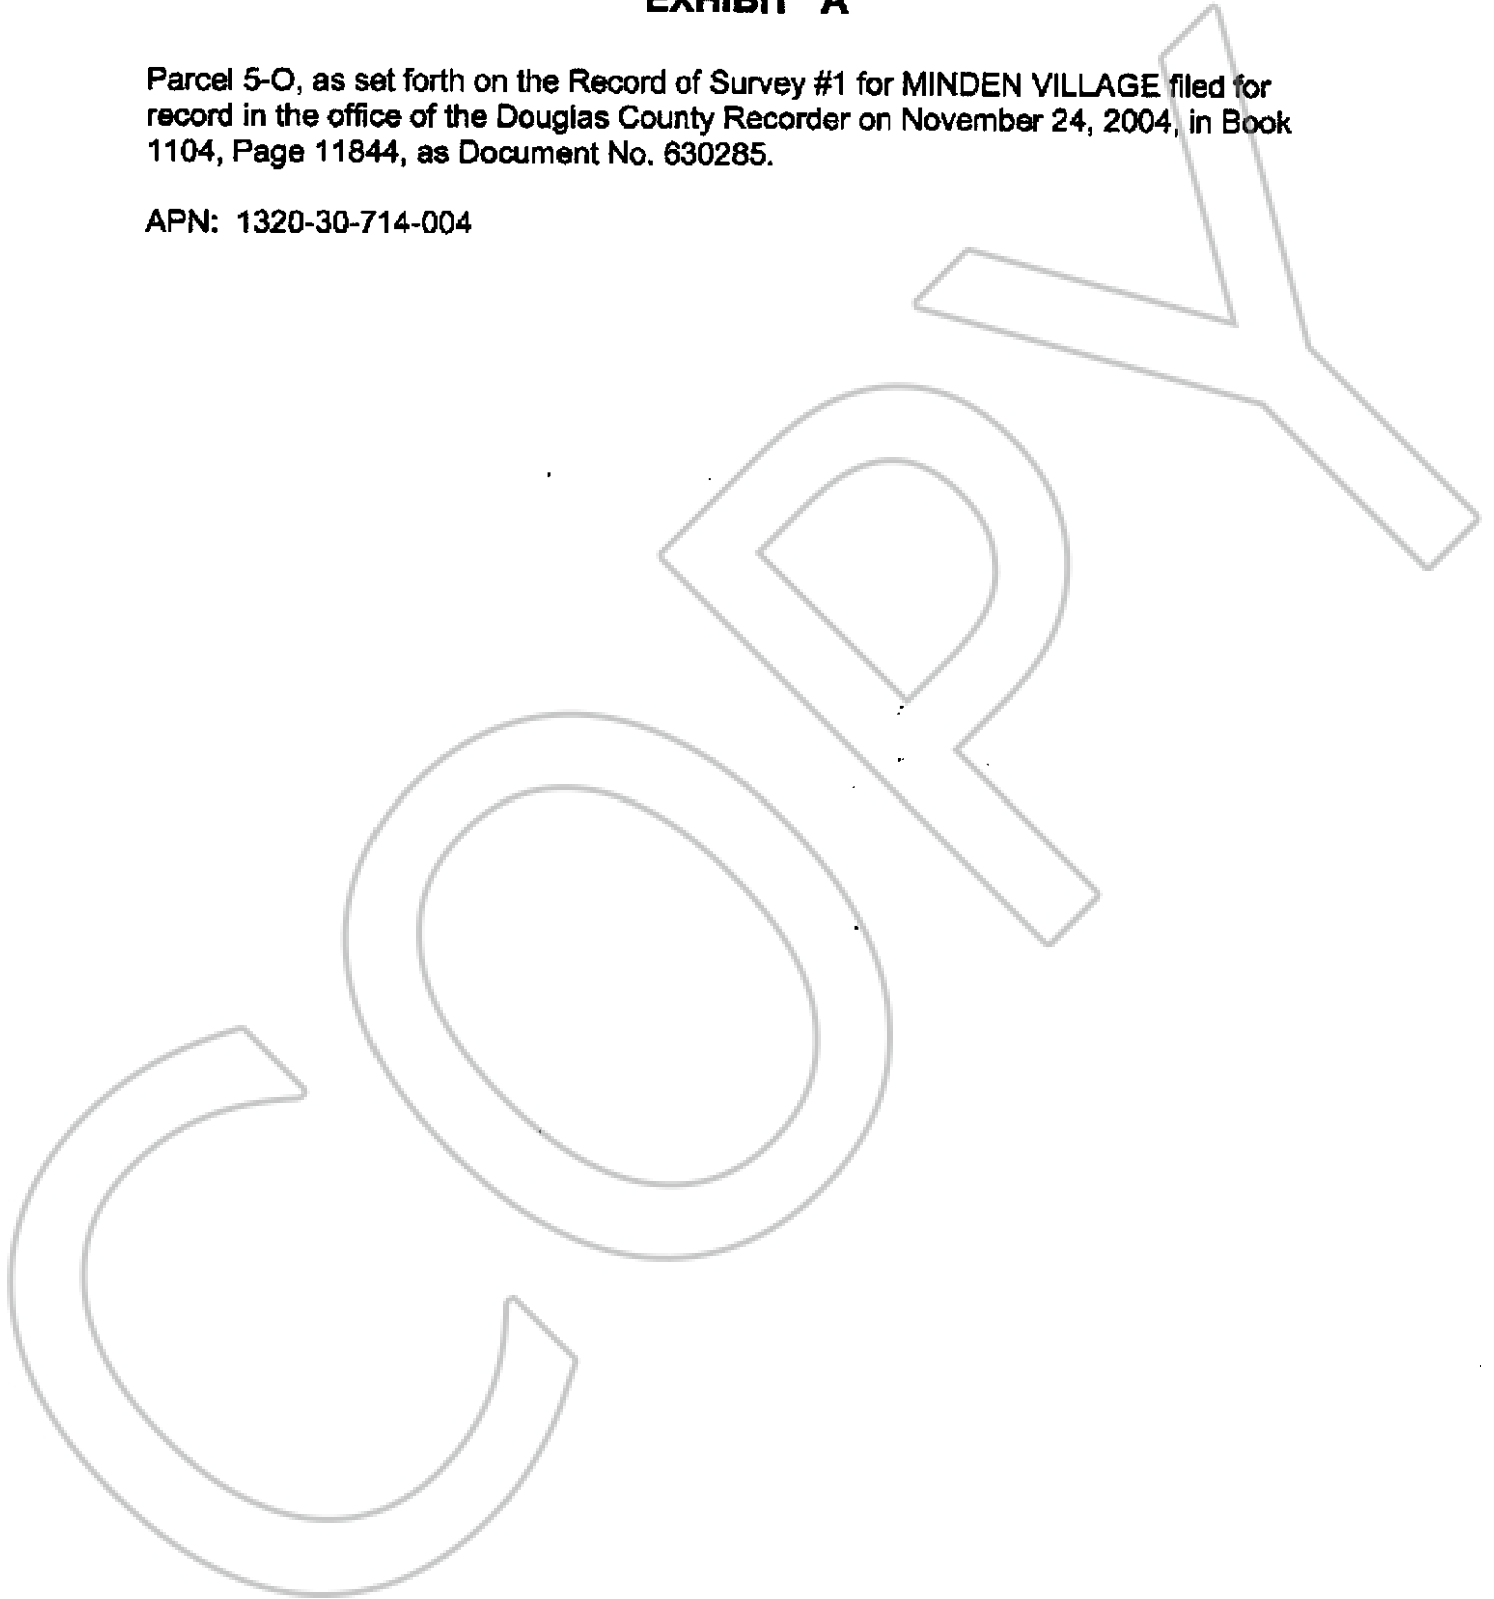 EXHIBIT A
Parcel 5-O, as set forth on the Record of Survey #1 for MINDEN VILLAGE filed for
record in the office of the Douglas County Recorder on November 24, 2004, in Book
1104, Page 11844, as Document No. 630285.
APN: 1320-30-714-004
COPY